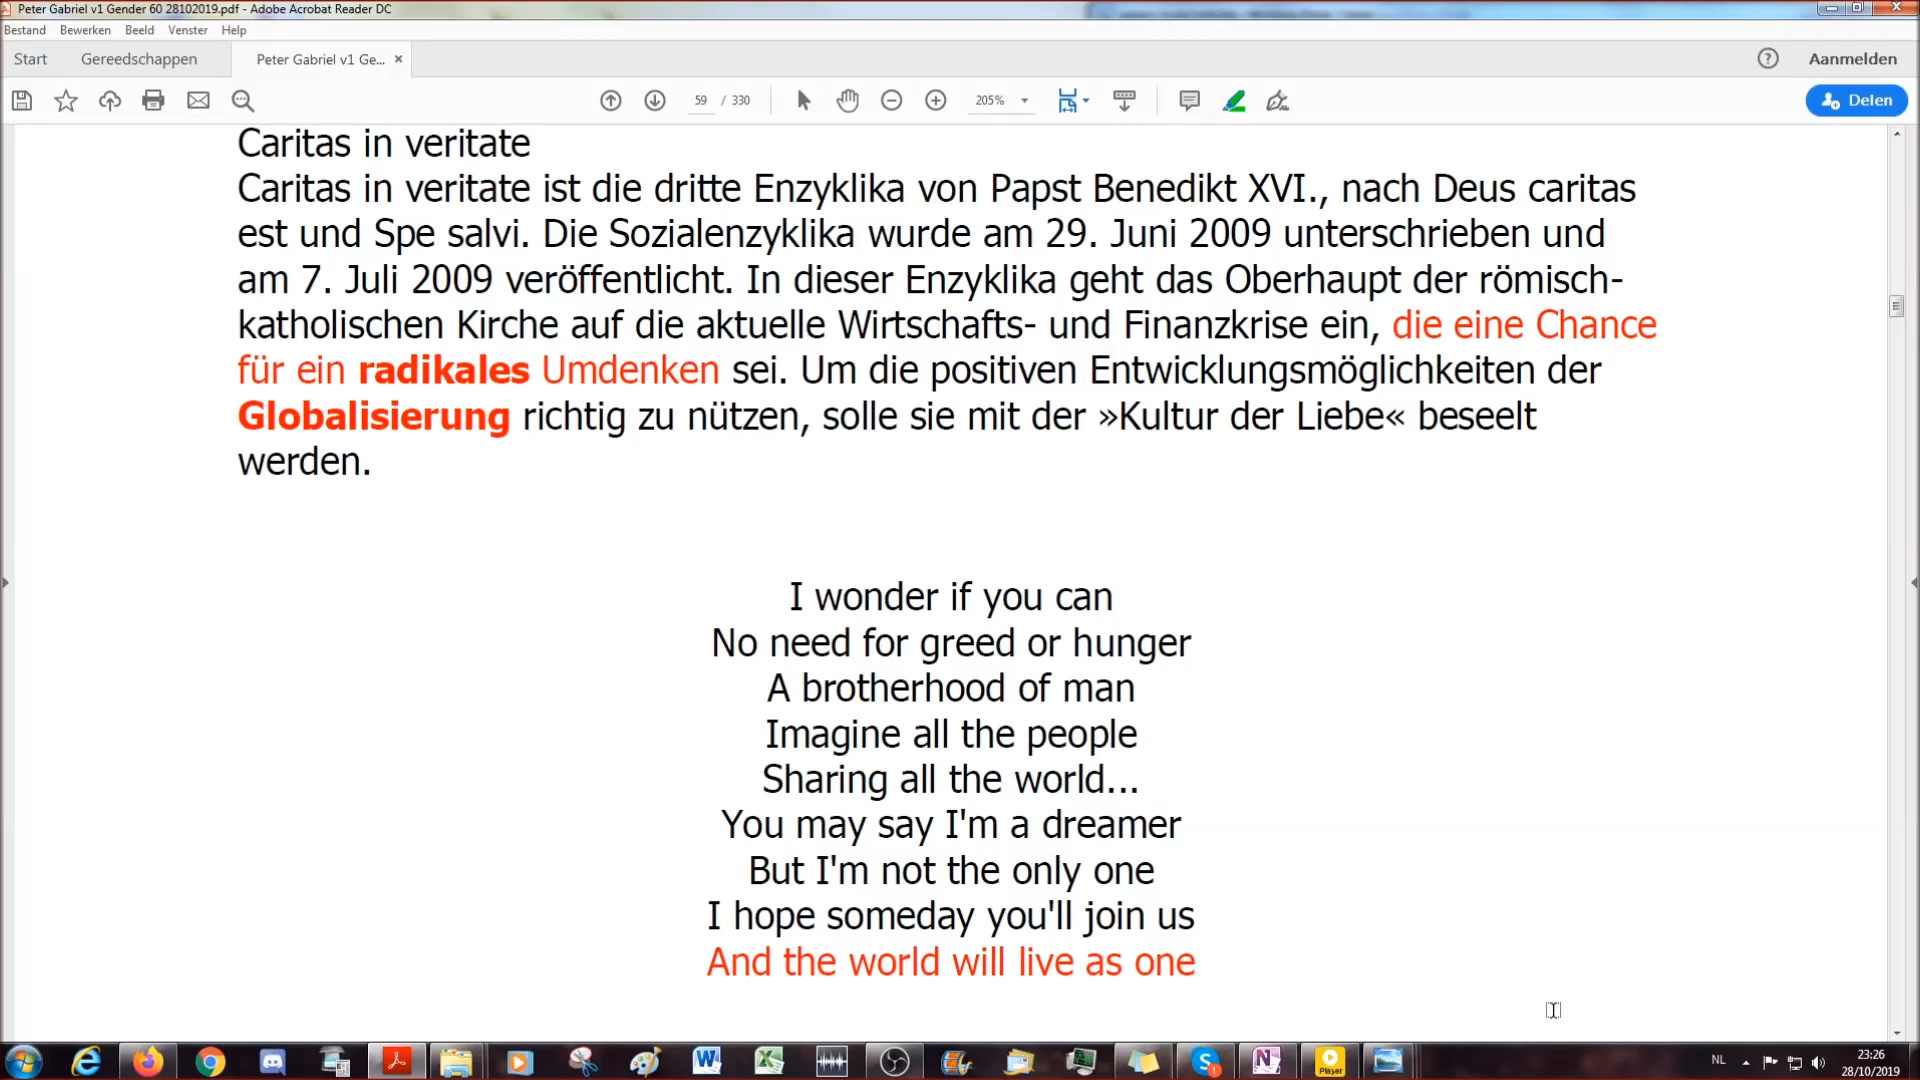 Peter Gabriel v1 Gender 60 28102019.pdf - Adobe Acrobat Reader DC
Bestand Bewerken Beeld Venster Help
Start Gereedschappen Peter Gabriel v1 Ge... × ? Aanmelden
59 / 330 205% Delen
Caritas in veritate
Caritas in veritate ist die dritte Enzyklika von Papst Benedikt XVI., nach Deus caritas
est und Spe salvi. Die Sozialenzyklika wurde am 29. Juni 2009 unterschrieben und
am 7. Juli 2009 veröffentlicht. In dieser Enzyklika geht das Oberhaupt der römisch-
katholischen Kirche auf die aktuelle Wirtschafts- und Finanzkrise ein, die eine Chance
für ein radikales Umdenken sei. Um die positiven Entwicklungsmöglichkeiten der
Globalisierung richtig zu nützen, solle sie mit der »Kultur der Liebe« beseelt
werden.
I wonder if you can
No need for greed or hunger
A brotherhood of man
Imagine all the people
Sharing all the world...
You may say I'm a dreamer
But I'm not the only one
I hope someday you'll join us
And the world will live as one
Player
NL 23:26
28/10/2019